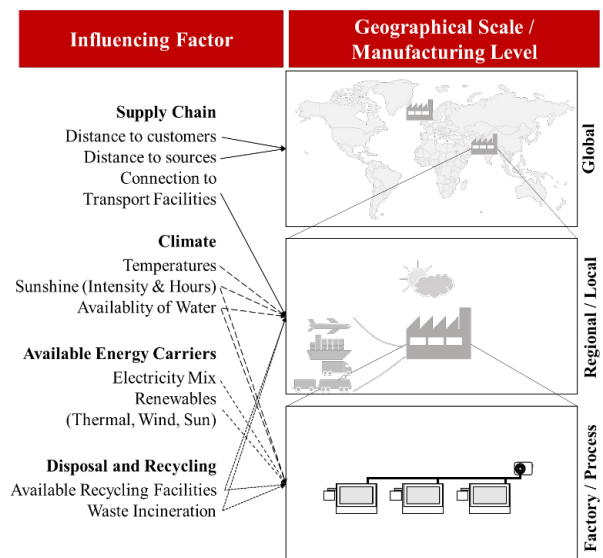 Influencing Factor
Geographical Scale /
Manufacturing Level
Supply Chain
Distance to customers
Distance to sources
Connection to
Transport Facilities
Climate
Temperatures
Sunshine (Intensity & Hours)
Availablity of Water
Available Energy Carriers
Electricity Mix
Renewables
(Thermal, Wind, Sun)
Disposal and Recycling
Available Recycling Facilities
Waste Incineration
Global
Regional / Local
Factory / Process